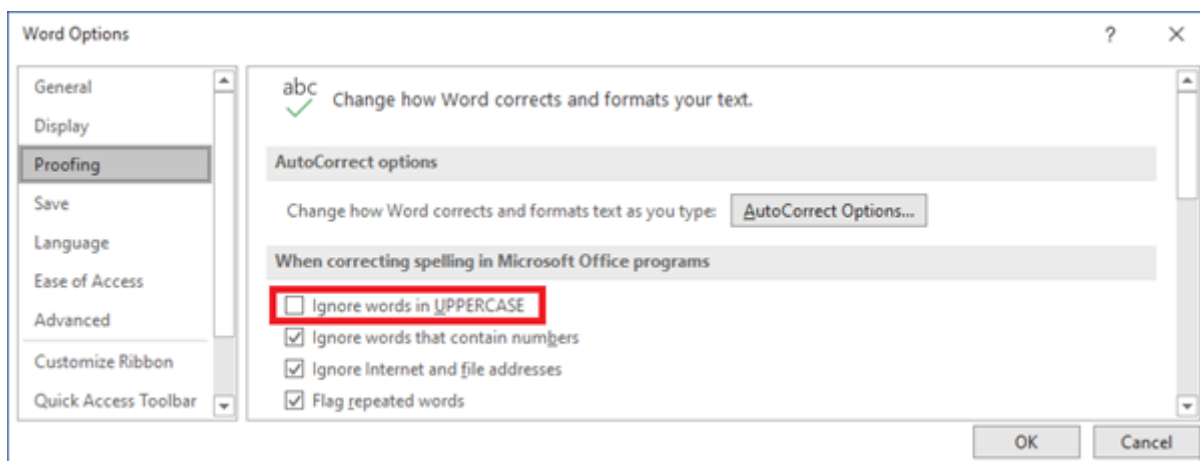 Word Options
?
General
Display
Proofing
Save
Language
Ease of Access
Advanced
Customize Ribbon
Quick Access Toolbar
abc
Change how Word corrects and formats your text.
AutoCorrect options
Change how Word corrects and formats text as you type: AutoCorrect Options...
When correcting spelling in Microsoft Office programs
Ignore words in UPPERCASE
Ignore words that contain numbers
Ignore Internet and file addresses
Flag repeated words
OK Cancel